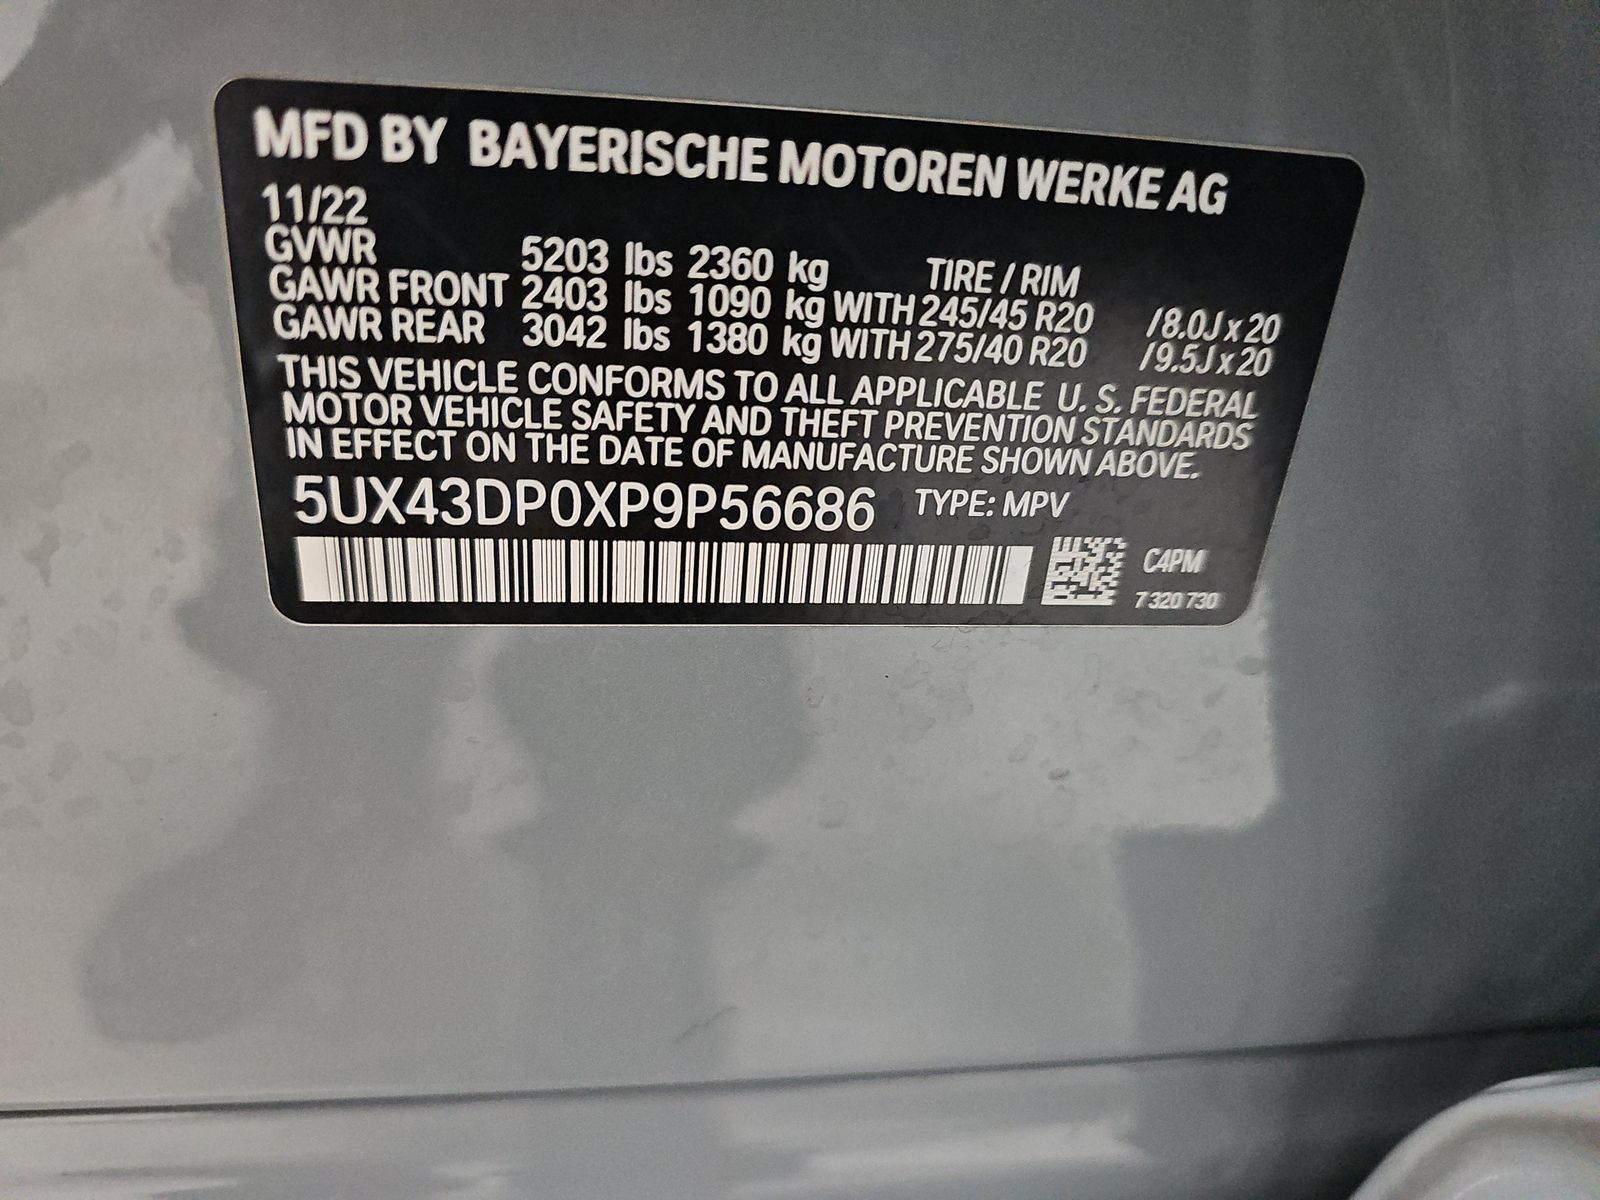 MFD BY BAYERISCHE MOTOREN WERKE AG
11/22
GVWR 5203 lbs 2360 kg TIRE / RIM
GAWR FRONT 2403 lbs 1090 kg WITH 245/45 R20 /8.0J x 20
GAWR REAR 3042 lbs 1380 kg WITH 275/40 R20 /9.5J x 20
THIS VEHICLE CONFORMS TO ALL APPLICABLE U. S. FEDERAL
MOTOR VEHICLE SAFETY AND THEFT PREVENTION STANDARDS
IN EFFECT ON THE DATE OF MANUFACTURE SHOWN ABOVE.
5UX43DP0XP9P56686 TYPE: MPV
C4PM
7 320 730